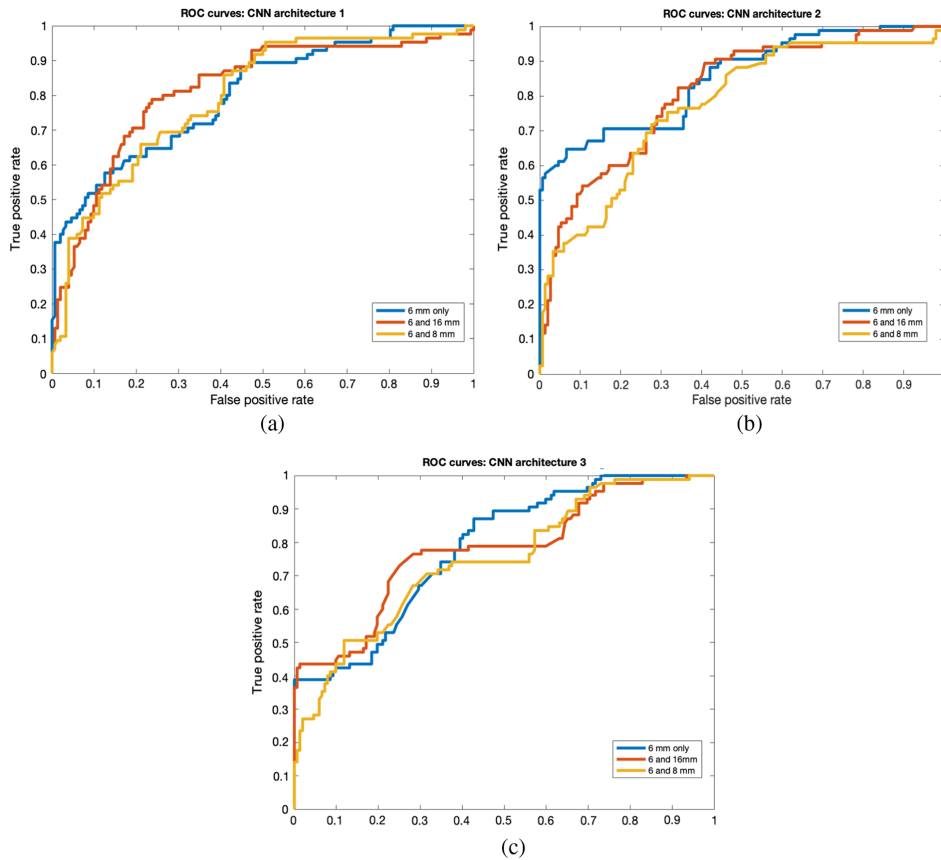 ROC curves: CNN architecture 1
1
0.9
0.8
0.7
0.6
0.5
0.4
0.3
0.2
0.1
0
True positive rate
6 mm only
6 and 16 mm
6 and 8 mm
0 0.1 0.2 0.3 0.4 0.5 0.6 0.7 0.8 0.9 1
False positive rate
(a)
ROC curves: CNN architecture 2
1
0.9
0.8
0.7
0.6
0.5
0.4
0.3
0.2
0.1
0
True positive rate
6 mm only
6 and 16 mm
6 and 8 mm
0 0.1 0.2 0.3 0.4 0.5 0.6 0.7 0.8 0.9
False positive rate
(b)
ROC curves: CNN architecture 3
1
0.9
0.8
0.7
0.6
0.5
0.4
0.3
0.2
0.1
0
True positive rate
6 mm only
6 and 16mm
6 and 8 mm
0 0.1 0.2 0.3 0.4 0.5 0.6 0.7 0.8 0.9 1
(c)